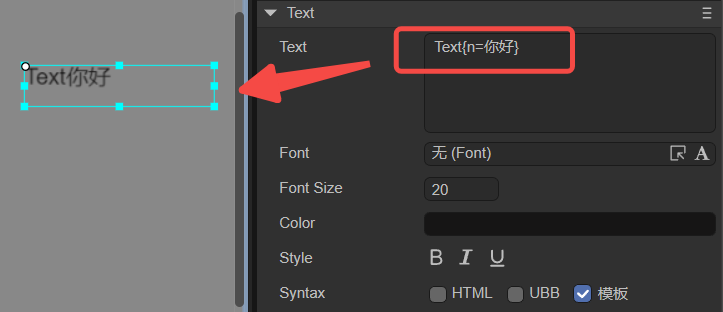 Text
Text你好
Text
Text{n=你好}
Font
无 (Font)
A
Font Size
20
Color
Style
B I U
Syntax
HTML
UBB
模板